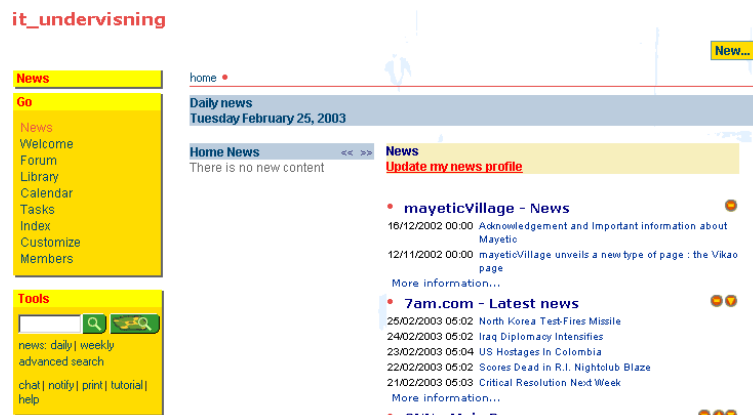 it_undervisning
New...
News
Go
News
Welcome
Forum
Library
Calendar
Tasks
Index
Customize
Members
Tools
news: daily| weekly
advanced search
chat| notify| print| tutorial|
help
home
Daily news
Tuesday February 25, 2003
Home News << >>
There is no new content
News
Update my news profile
mayeticVillage - News
16/12/2002 00:00 Acknowledgement and Important information about
Mayetic
12/11/2002 00:00 mayeticVillage unveils a new type of page : the Vikao
page
More information...
7am.com - Latest news
25/02/2003 05:02 North Korea Test-Fires Missile
24/02/2003 05:02 Iraq Diplomacy Intensifies
23/02/2003 05:04 US Hostages In Colombia
22/02/2003 05:02 Scores Dead in R.I. Nightclub Blaze
21/02/2003 05:03 Critical Resolution Next Week
More information...